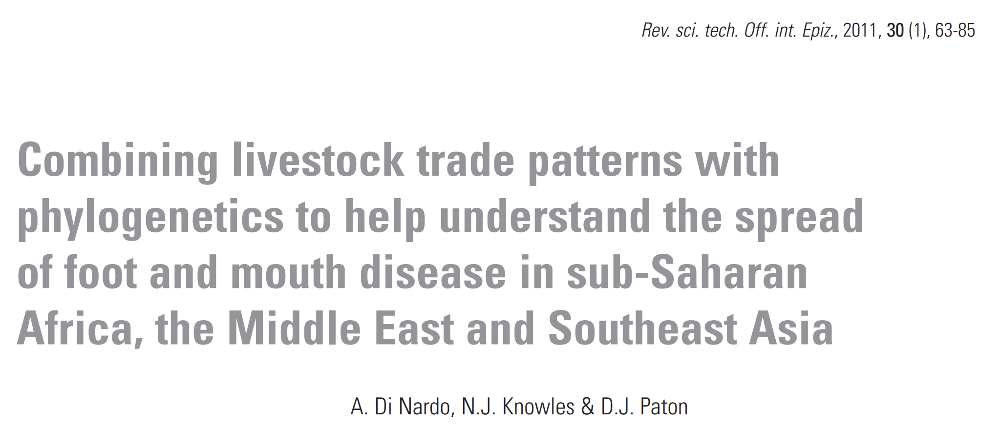 Rev. sci. tech. Off. int. Epiz., 2011, 30 (1), 63-85
Combining livestock trade patterns with
phylogenetics to help understand the spread
of foot and mouth disease in sub-Saharan
Africa, the Middle East and Southeast Asia
A. Di Nardo, N.J. Knowles & D.J. Paton